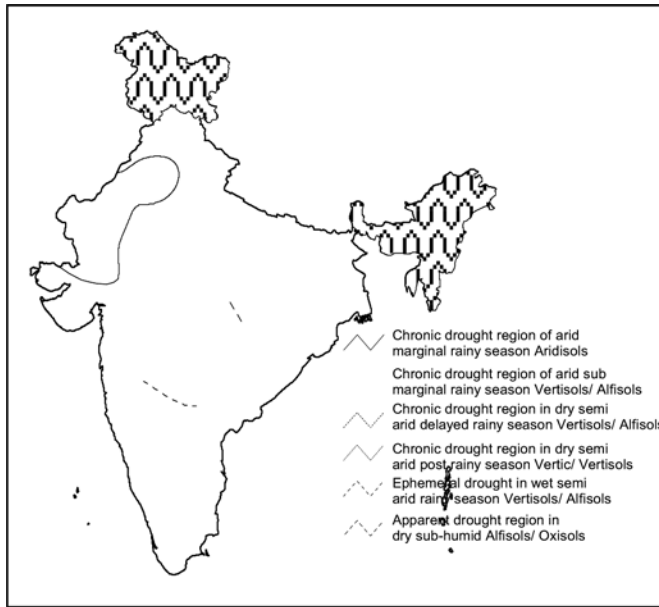 Chronic drought region of arid
marginal rainy season Aridisols
Chronic drought region of arid sub
marginal rainy season Vertisols/ Alfisols
Chronic drought region in dry semi
arid delayed rainy season Vertisols/ Alfisols
Chronic drought region in dry semi
arid post rainy season Vertic/ Vertisols
Ephemeral drought in wet semi
arid rainy season Vertisols/ Alfisols
Apparent drought region in
dry sub-humid Alfisols/ Oxisols